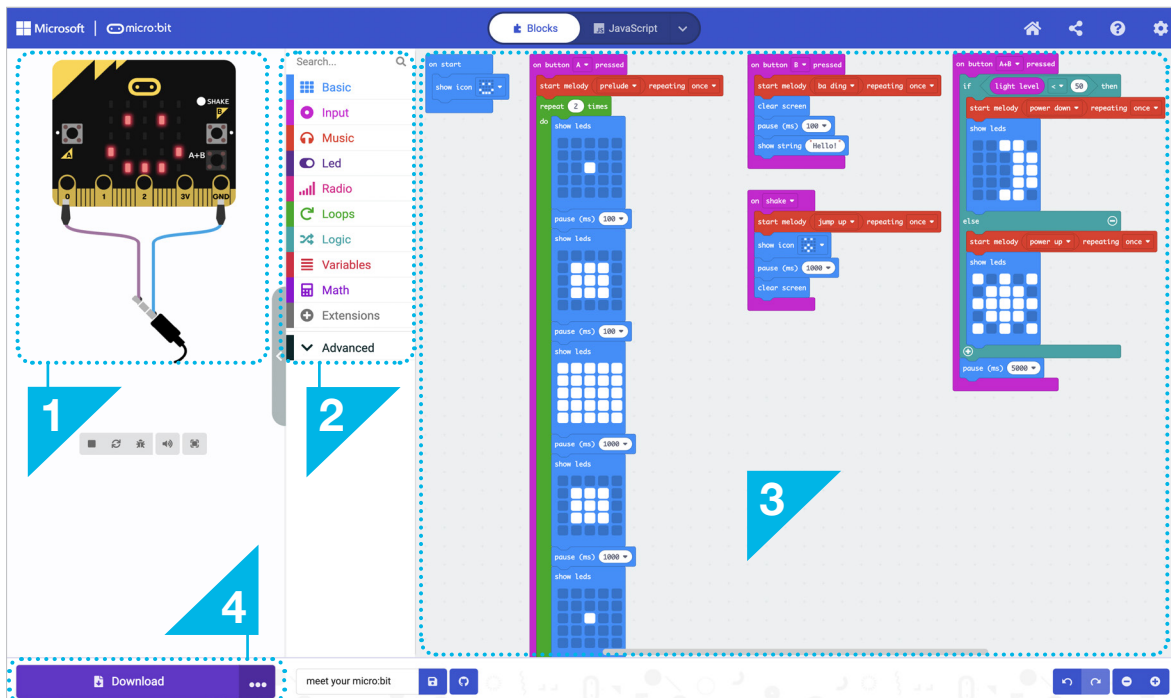 Microsoft | micro:bit
Blocks
JavaScript
SHAKE
B
A
A+B
0 1 2 3V GND
1
Search...
Basic
Input
Music
Led
Radio
Loops
Logic
Variables
Math
Extensions
Advanced
2
on start
show icon
on button A pressed
start melody prelude repeating once
repeat 2 times
do show leds
pause (ms) 100
show leds
pause (ms) 100
show leds
pause (ms) 1000
show leds
pause (ms) 1000
show leds
on button B pressed
start melody ba ding repeating once
clear screen
pause (ms) 100
show string "Hello!"
on shake
start melody jump up repeating once
show icon
pause (ms) 1000
clear screen
on button A+B pressed
if light level < 50 then
start melody power down repeating once
show leds
else
start melody power up repeating once
show leds
pause (ms) 5000
3
4
Download
meet your micro:bit